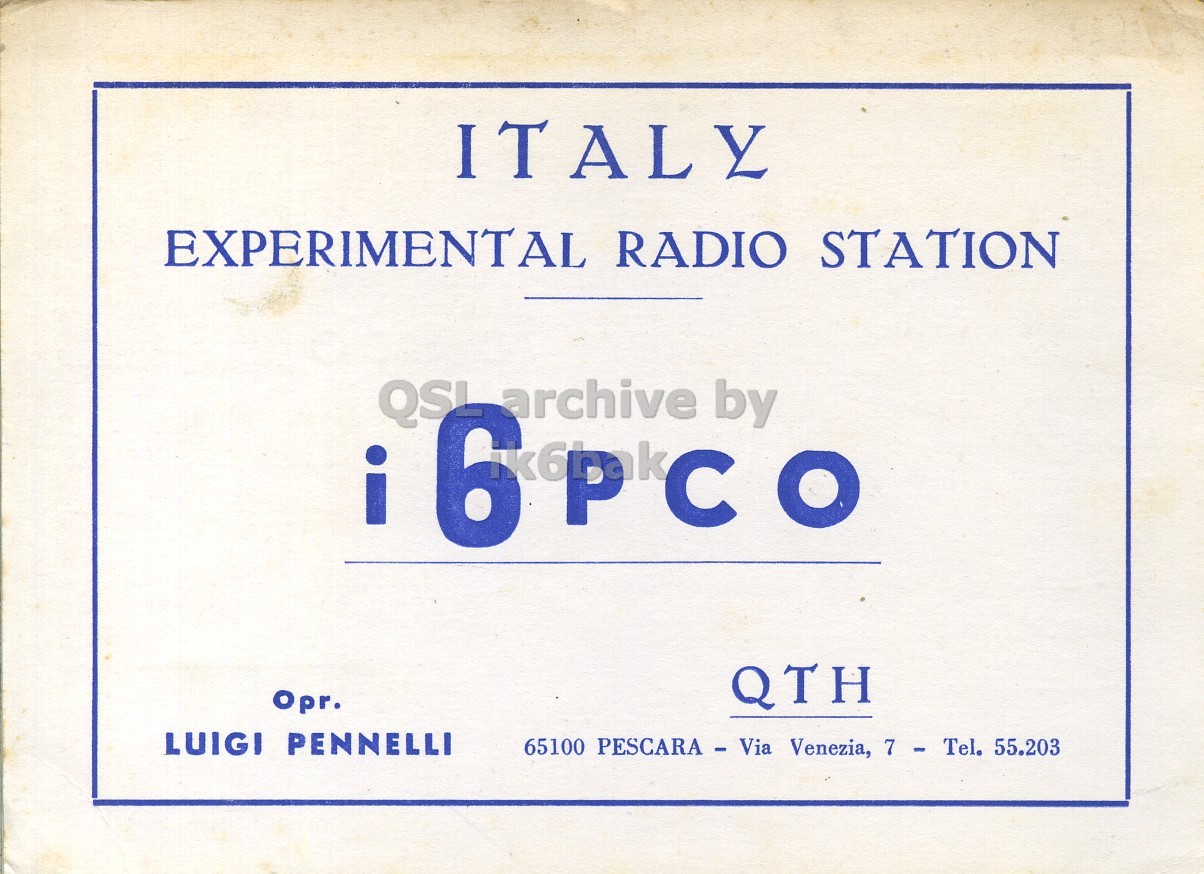 ITALY
EXPERIMENTAL RADIO STATION
QSL archive by
ik6bak
i6PCO
Opr.
LUIGI PENNELLI
QTH
65100 PESCARA - Via Venezia, 7 - Tel. 55.203